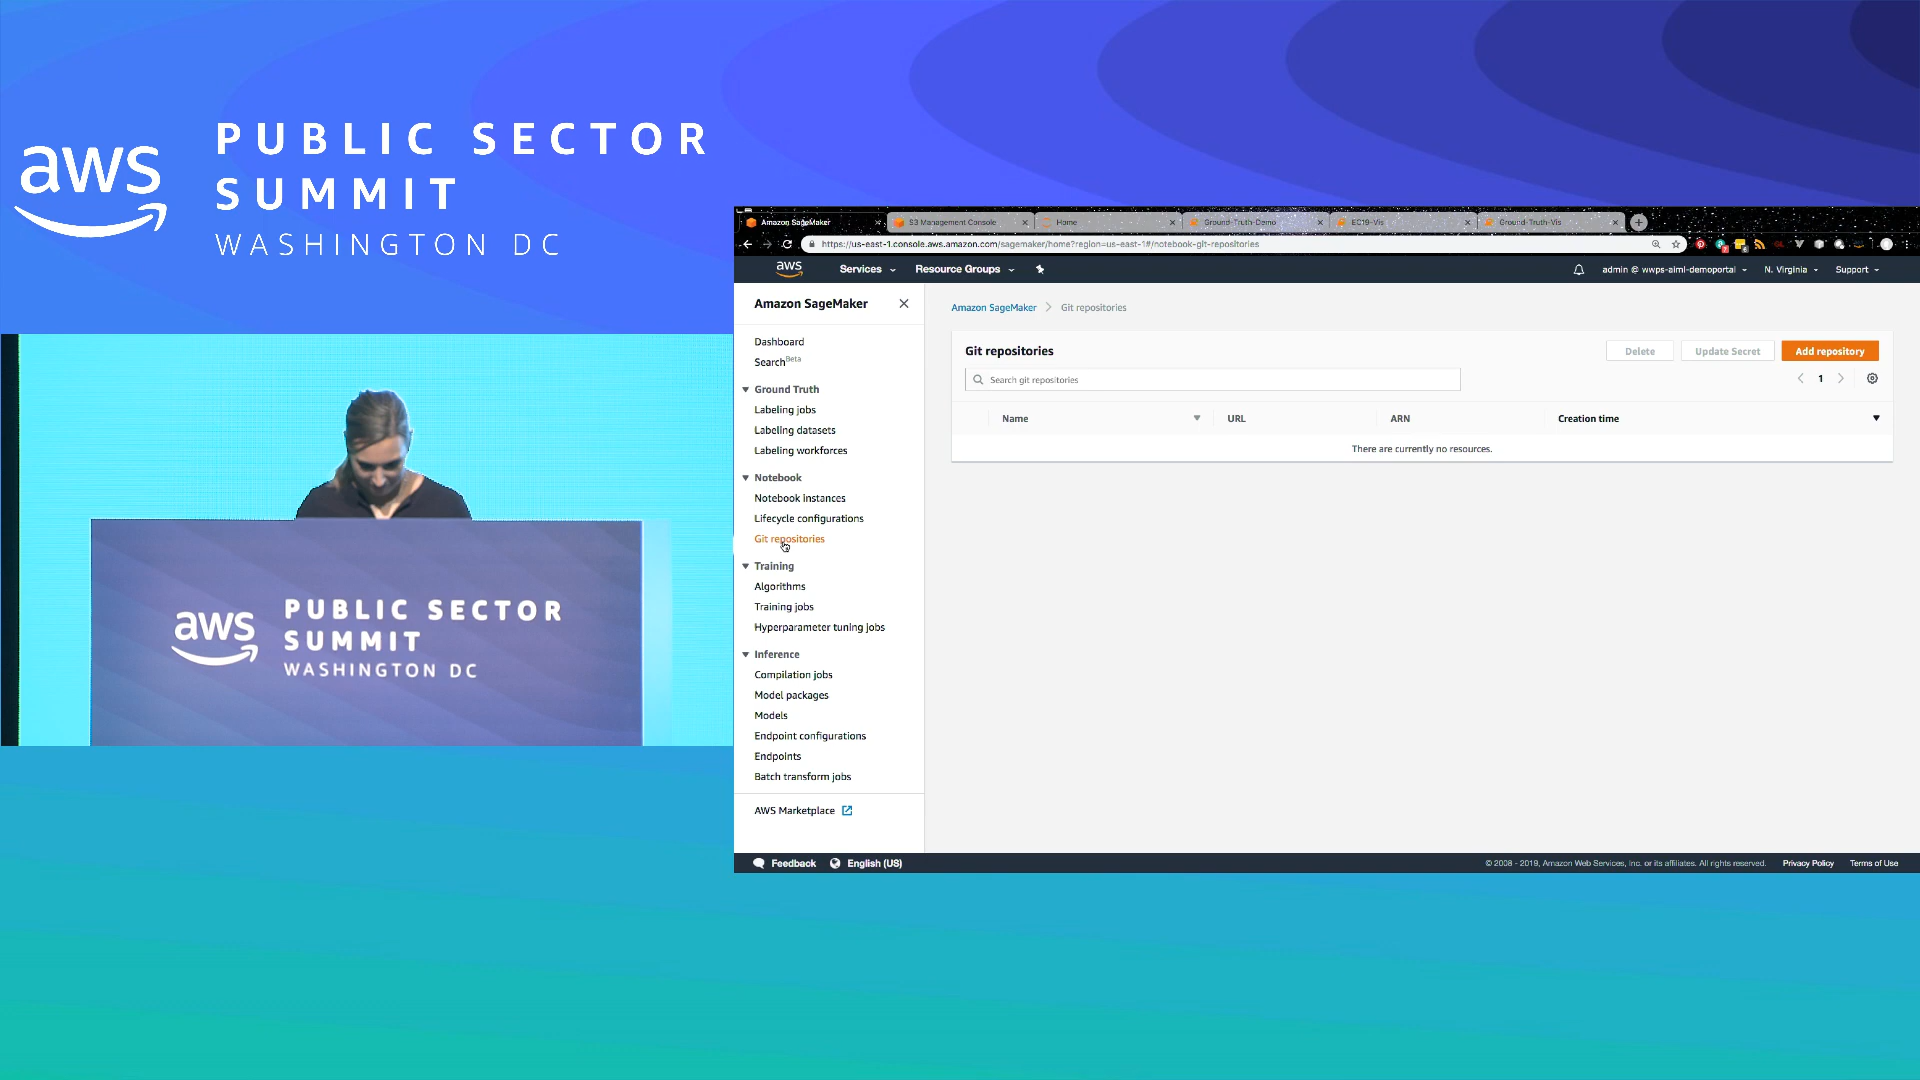 aws
PUBLIC SECTOR
SUMMIT
WASHINGTON DC
aws
PUBLIC SECTOR
SUMMIT
WASHINGTON DC
Amazon SageMaker
S3 Management Console
Home
Ground-Truth-Demo
EC19-Vis
Ground-Truth-Vis
https://us-east-1.console.aws.amazon.com/sagemaker/home?region=us-east-1#/notebook-git-repositories
aws
Services
Resource Groups
admin @ wwps-aiml-demoportal
N. Virginia
Support
Amazon SageMaker
Dashboard
Search Beta
Ground Truth
Labeling jobs
Labeling datasets
Labeling workforces
Notebook
Notebook instances
Lifecycle configurations
Git repositories
Training
Algorithms
Training jobs
Hyperparameter tuning jobs
Inference
Compilation jobs
Model packages
Models
Endpoint configurations
Endpoints
Batch transform jobs
AWS Marketplace
Amazon SageMaker > Git repositories
Git repositories
Delete
Update Secret
Add repository
Search git repositories
1
Name
URL
ARN
Creation time
There are currently no resources.
Feedback
English (US)
© 2008 - 2019, Amazon Web Services, Inc. or its affiliates. All rights reserved.
Privacy Policy
Terms of Use